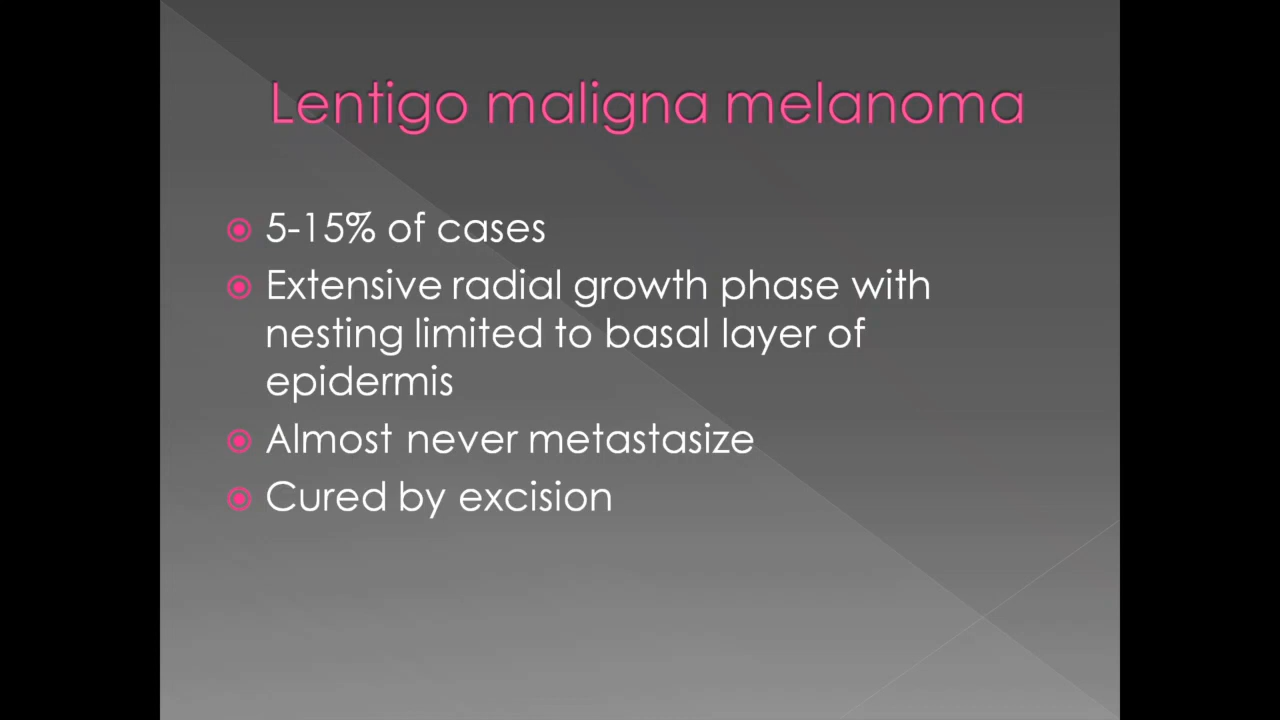 Lentigo maligna melanoma
5-15% of cases
Extensive radial growth phase with
nesting limited to basal layer of
epidermis
Almost never metastasize
Cured by excision